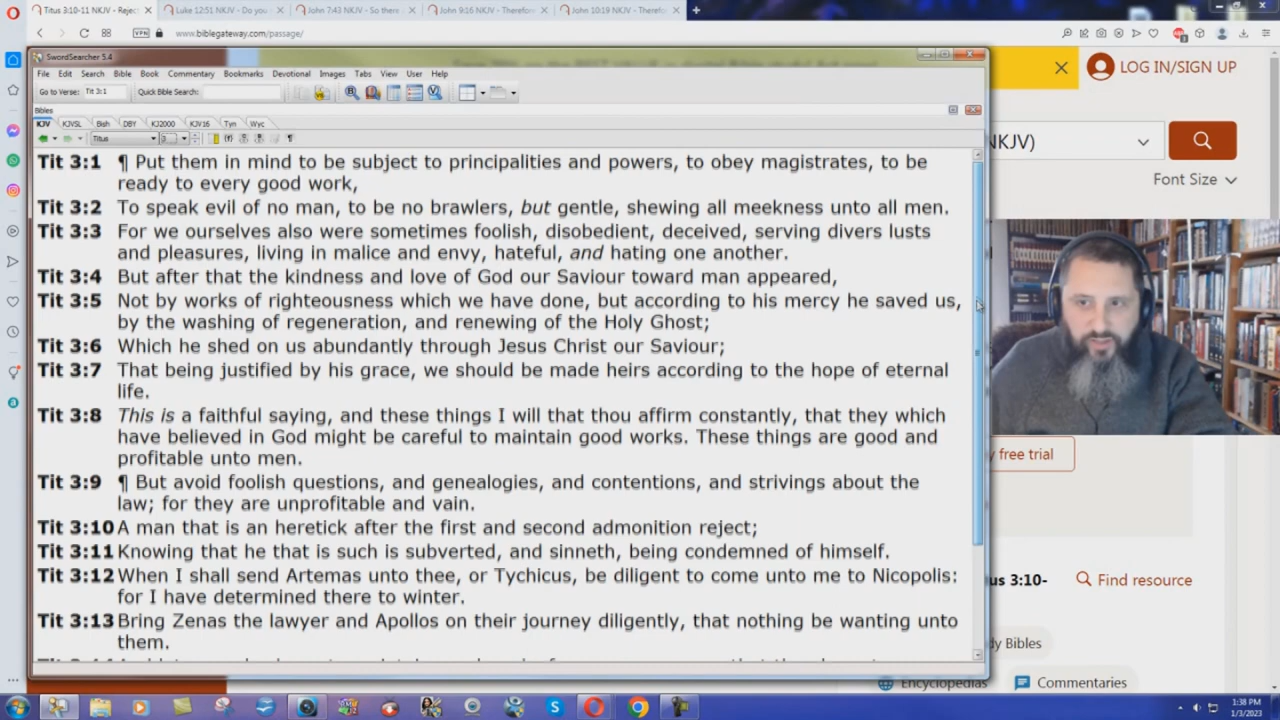 Titus 3:10-11 NKJV - Reject
Luke 12:51 NKJV - Do you
John 7:43 NKJV - So there
John 9:16 NKJV - Therefor
John 10:19 NKJV - Therefo
88 VPN www.biblegateway.com/passage/
SwordSearcher 5.4
File Edit Search Bible Book Commentary Bookmarks Devotional Images Tabs View User Help
LOG IN/SIGN UP
Go to Verse: Tit 3:1 Quick Bible Search:
Bibles
KJV KJVSL Bish DBY KJ2000 KJV16 Tyn Wyc
Titus 3
NKJV)
Font Size
Tit 3:1 ¶ Put them in mind to be subject to principalities and powers, to obey magistrates, to be
ready to every good work,
Tit 3:2 To speak evil of no man, to be no brawlers, but gentle, shewing all meekness unto all men.
Tit 3:3 For we ourselves also were sometimes foolish, disobedient, deceived, serving divers lusts
and pleasures, living in malice and envy, hateful, and hating one another.
Tit 3:4 But after that the kindness and love of God our Saviour toward man appeared,
Tit 3:5 Not by works of righteousness which we have done, but according to his mercy he saved us,
by the washing of regeneration, and renewing of the Holy Ghost;
Tit 3:6 Which he shed on us abundantly through Jesus Christ our Saviour;
Tit 3:7 That being justified by his grace, we should be made heirs according to the hope of eternal
life.
Tit 3:8 This is a faithful saying, and these things I will that thou affirm constantly, that they which
have believed in God might be careful to maintain good works. These things are good and
profitable unto men.
Tit 3:9 ¶ But avoid foolish questions, and genealogies, and contentions, and strivings about the
law; for they are unprofitable and vain.
Tit 3:10 A man that is an heretick after the first and second admonition reject;
Tit 3:11 Knowing that he that is such is subverted, and sinneth, being condemned of himself.
Tit 3:12 When I shall send Artemas unto thee, or Tychicus, be diligent to come unto me to Nicopolis:
for I have determined there to winter.
Tit 3:13 Bring Zenas the lawyer and Apollos on their journey diligently, that nothing be wanting unto
them.
y free trial
us 3:10-
Find resource
dy Bibles
Encyclopedias
Commentaries
1:38 PM
1/3/2023